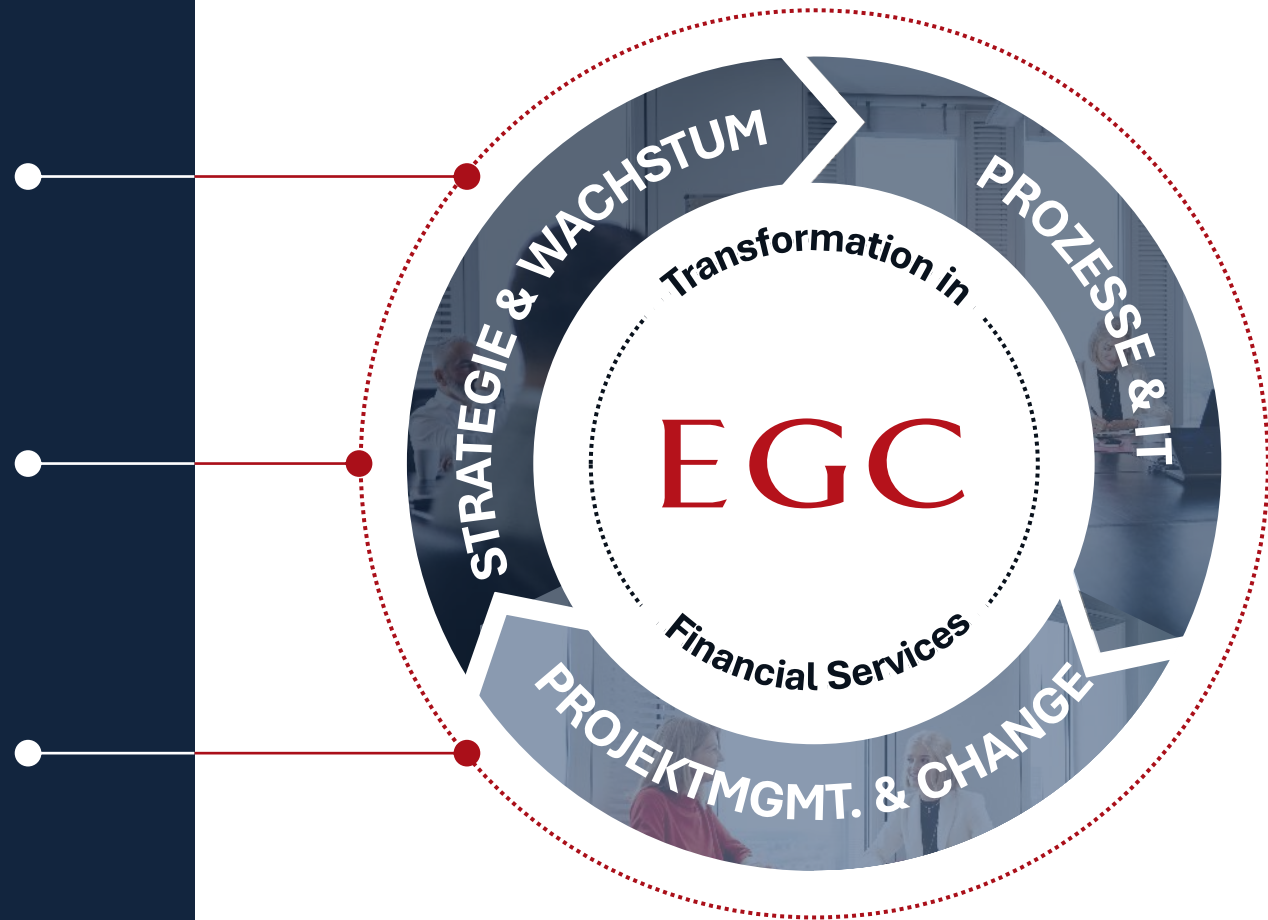 STRATEGIE & WACHSTUM
PROZESSE & IT
PROJEKTMGMT. & CHANGE
Transformation in
EGC
Financial Services